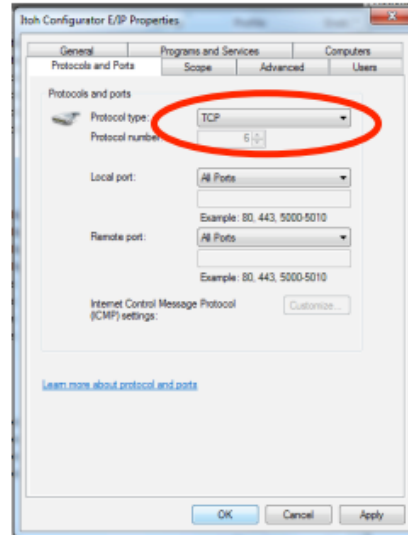 Itoh Configurator E/IP Properties
General
Programs and Services
Computers
Protocols and Ports
Scope
Advanced
Users
Protocols and ports
Protocol type:
TCP
Protocol number
6
Local port:
All Ports
Example: 80, 443, 5000-5010
Remote port:
All Ports
Example: 80, 443, 5000-5010
Internet Control Message Protocol
(ICMP) settings:
Customize...
Learn more about protocol and ports
OK
Cancel
Apply